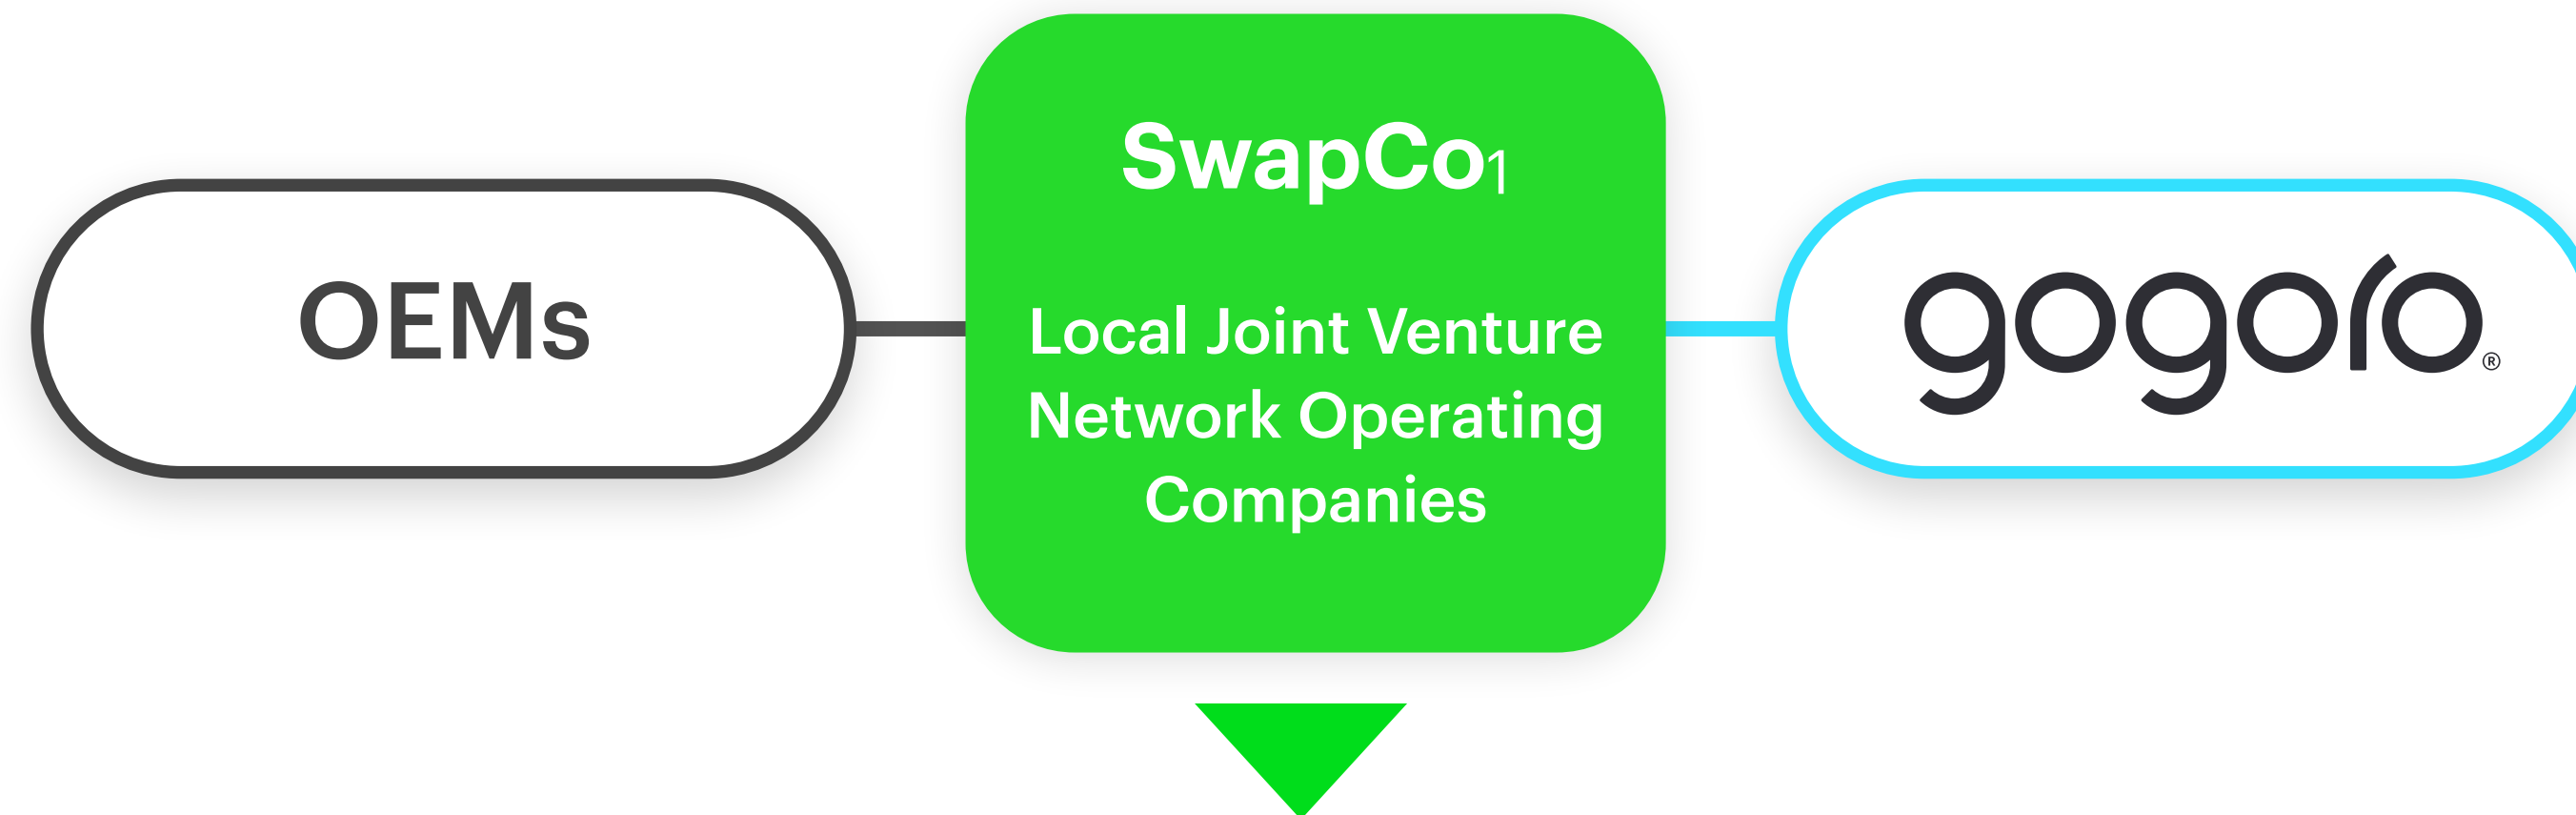 OEMs
SwapCo1
Local Joint Venture
Network Operating
Companies
gogoro®